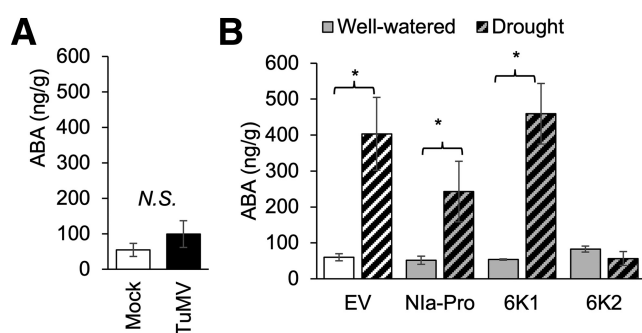 A
ABA (ng/g)
600
500
400
300
200
100
0
N.S.
Mock
TuMV
B
Well-watered
Drought
ABA (ng/g)
600
500
400
300
200
100
0
*
*
*
EV
NIa-Pro
6K1
6K2